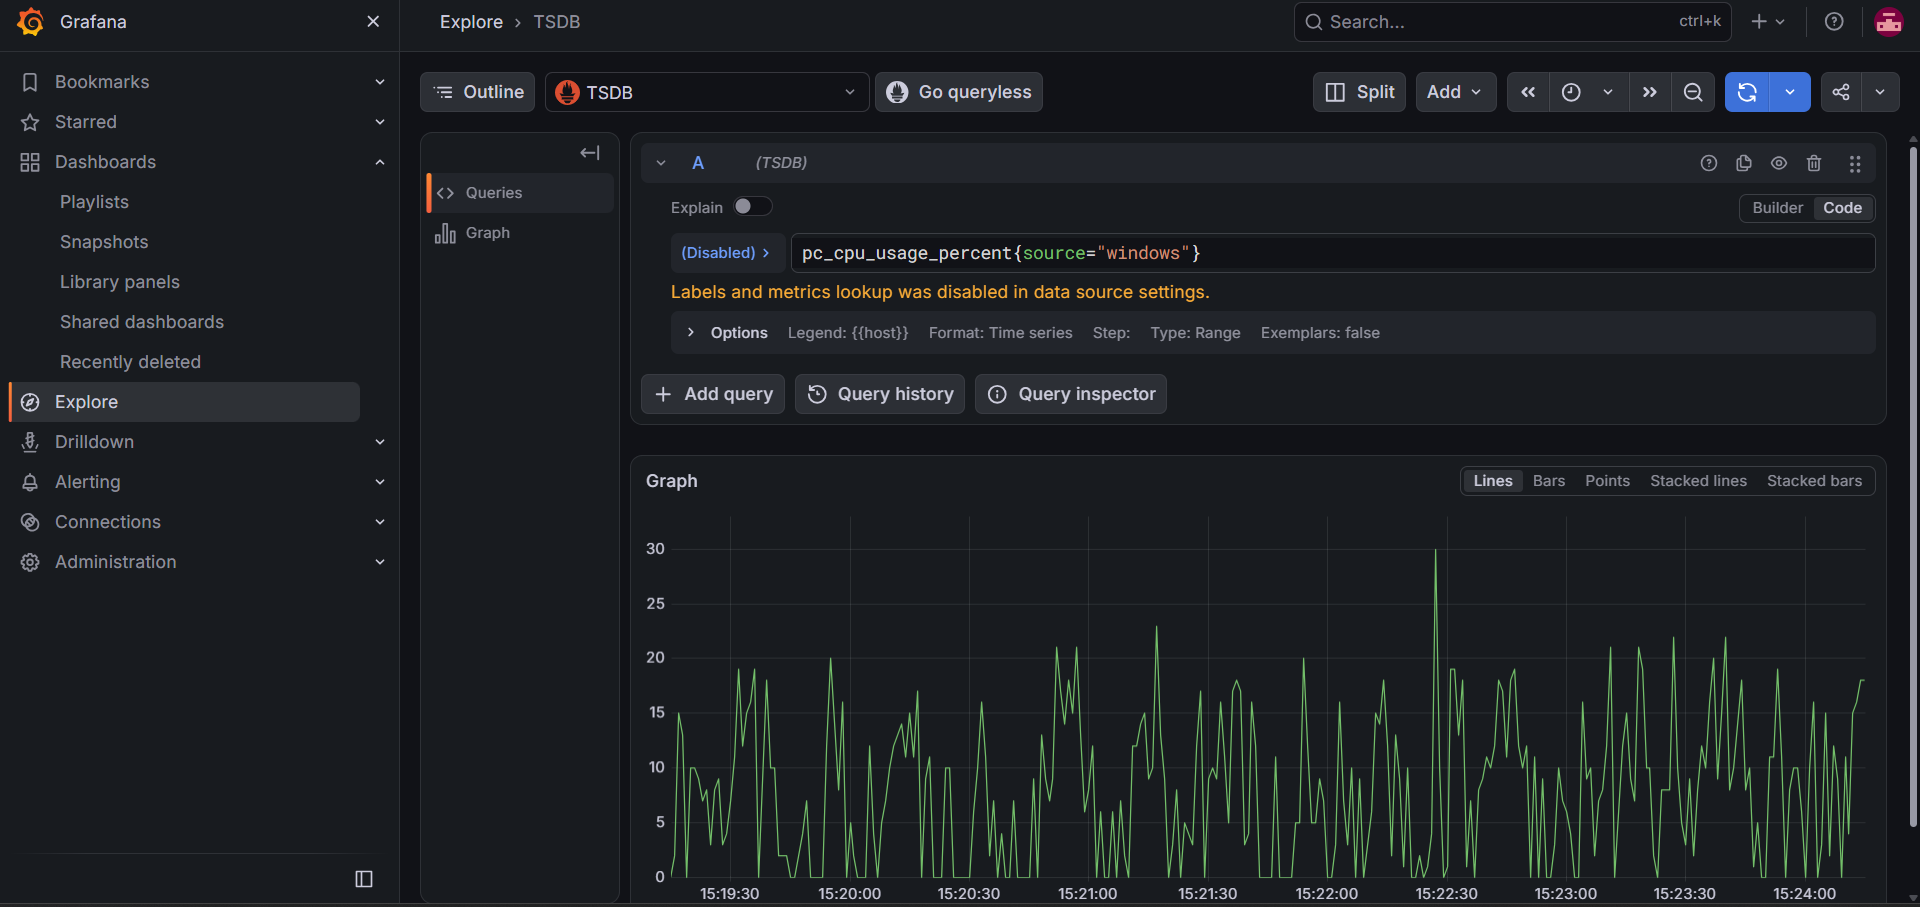 Grafana
Explore › TSDB
Search...
ctrl+k
Bookmarks
Starred
Dashboards
Playlists
Snapshots
Library panels
Shared dashboards
Recently deleted
Explore
Drilldown
Alerting
Connections
Administration
Outline
TSDB
Go queryless
Split
Add
Queries
Graph
A
(TSDB)
Explain
Builder
Code
(Disabled)
pc_cpu_usage_percent{source="windows"}
Labels and metrics lookup was disabled in data source settings.
Options
Legend: {{host}}
Format: Time series
Step:
Type: Range
Exemplars: false
Add query
Query history
Query inspector
Graph
Lines
Bars
Points
Stacked lines
Stacked bars
30
25
20
15
10
5
0
15:19:30
15:20:00
15:20:30
15:21:00
15:21:30
15:22:00
15:22:30
15:23:00
15:23:30
15:24:00